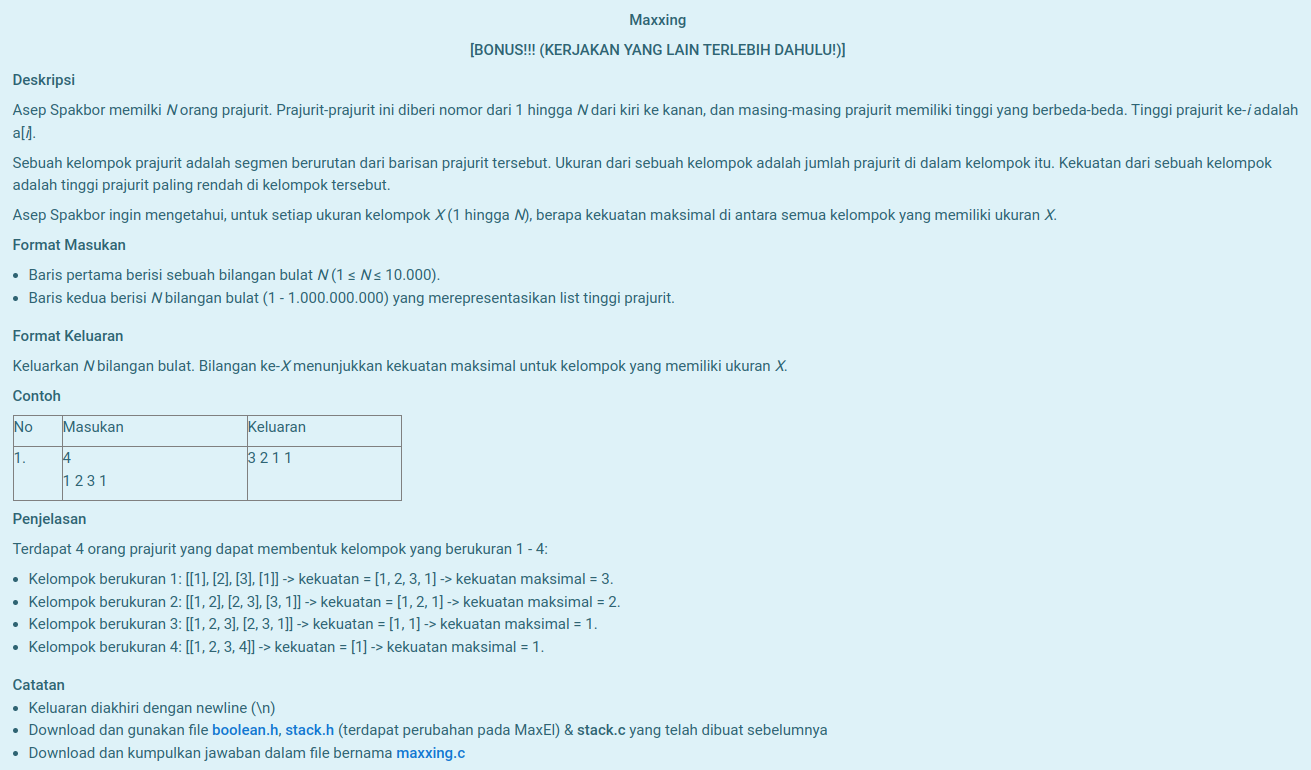 Maxxing
[BONUS!!! (KERJAKAN YANG LAIN TERLEBIH DAHULU!)]
Deskripsi
Asep Spakbor memilki N orang prajurit. Prajurit-prajurit ini diberi nomor dari 1 hingga N dari kiri ke kanan, dan masing-masing prajurit memiliki tinggi yang berbeda-beda. Tinggi prajurit ke-i adalah
a[i].
Sebuah kelompok prajurit adalah segmen berurutan dari barisan prajurit tersebut. Ukuran dari sebuah kelompok adalah jumlah prajurit di dalam kelompok itu. Kekuatan dari sebuah kelompok
adalah tinggi prajurit paling rendah di kelompok tersebut.
Asep Spakbor ingin mengetahui, untuk setiap ukuran kelompok X (1 hingga N), berapa kekuatan maksimal di antara semua kelompok yang memiliki ukuran X.
Format Masukan
• Baris pertama berisi sebuah bilangan bulat N (1 ≤ N ≤ 10.000).
• Baris kedua berisi N bilangan bulat (1 - 1.000.000.000) yang merepresentasikan list tinggi prajurit.
Format Keluaran
Keluarkan N bilangan bulat. Bilangan ke-X menunjukkan kekuatan maksimal untuk kelompok yang memiliki ukuran X.
Contoh
No Masukan Keluaran
1. 4 3 2 1 1
1 2 3 1
Penjelasan
Terdapat 4 orang prajurit yang dapat membentuk kelompok yang berukuran 1 - 4:
• Kelompok berukuran 1: [[1], [2], [3], [1]] -> kekuatan = [1, 2, 3, 1] -> kekuatan maksimal = 3.
• Kelompok berukuran 2: [[1, 2], [2, 3], [3, 1]] -> kekuatan = [1, 2, 1] -> kekuatan maksimal = 2.
• Kelompok berukuran 3: [[1, 2, 3], [2, 3, 1]] -> kekuatan = [1, 1] -> kekuatan maksimal = 1.
• Kelompok berukuran 4: [[1, 2, 3, 4]] -> kekuatan = [1] -> kekuatan maksimal = 1.
Catatan
• Keluaran diakhiri dengan newline (\n)
• Download dan gunakan file boolean.h, stack.h (terdapat perubahan pada MaxEl) & stack.c yang telah dibuat sebelumnya
• Download dan kumpulkan jawaban dalam file bernama maxxing.c